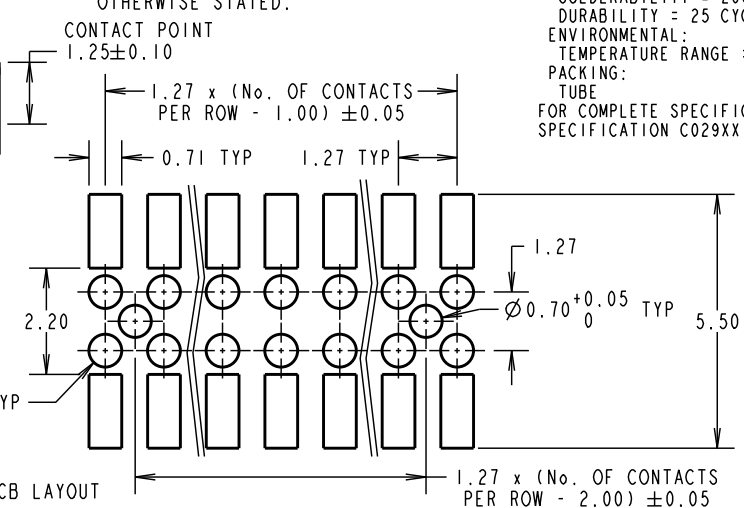 OTHERWISE STATED.
CONTACT POINT
1.25±0.10
DURABILITY = 25 CYC
ENVIRONMENTAL:
TEMPERATURE RANGE =
PACKING:
TUBE
FOR COMPLETE SPECIFIC
SPECIFICATION C029XX
1.27 x (No. OF CONTACTS
PER ROW - 1.00) ±0.05
0.71 TYP
1.27 TYP
1.27
Ø0.70 +0.05 TYP
0
2.20
5.50
YP
CB LAYOUT
1.27 x (No. OF CONTACTS
PER ROW - 2.00) ±0.05